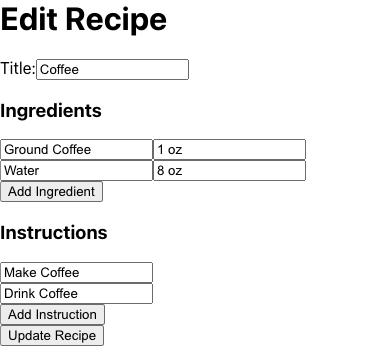 Edit Recipe
Title: Coffee
Ingredients
Ground Coffee 1 oz
Water 8 oz
Add Ingredient
Instructions
Make Coffee
Drink Coffee
Add Instruction
Update Recipe